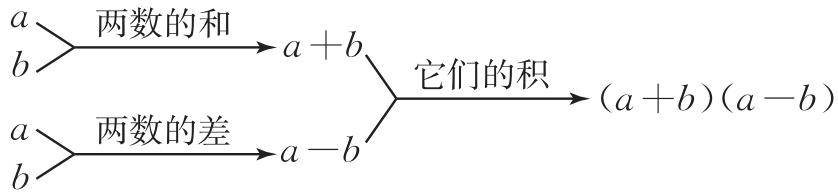 a
b
两数的和
a+b
a
b
两数的差
a-b
它们的积
(a+b)(a-b)